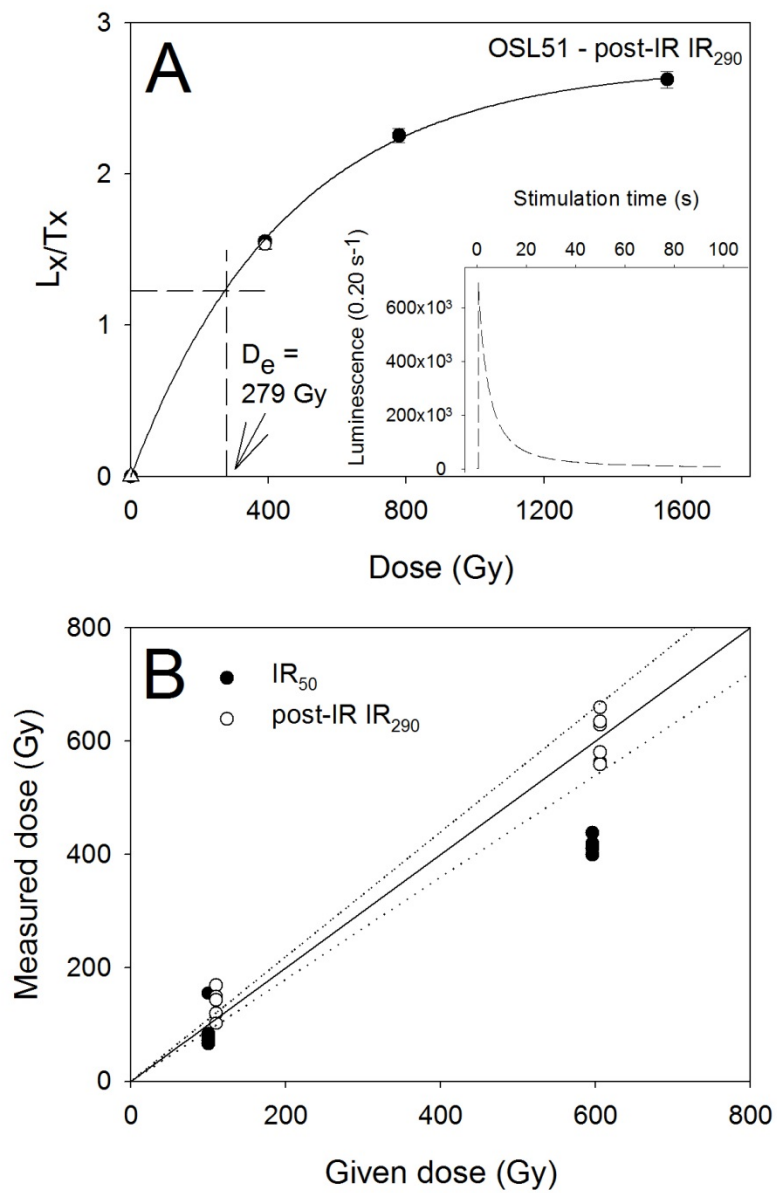 A
OSL51 - post-IR IR290
3
2
1
0
Lx/Tx
De =
279 Gy
Stimulation time (s)
0 20 40 60 80 100
Luminescence (0.20 s-1)
600x10³
400x10³
200x10³
0
0 400 800 1200 1600
Dose (Gy)
B
IR50
post-IR IR290
800
600
400
200
0
Measured dose (Gy)
0 200 400 600 800
Given dose (Gy)